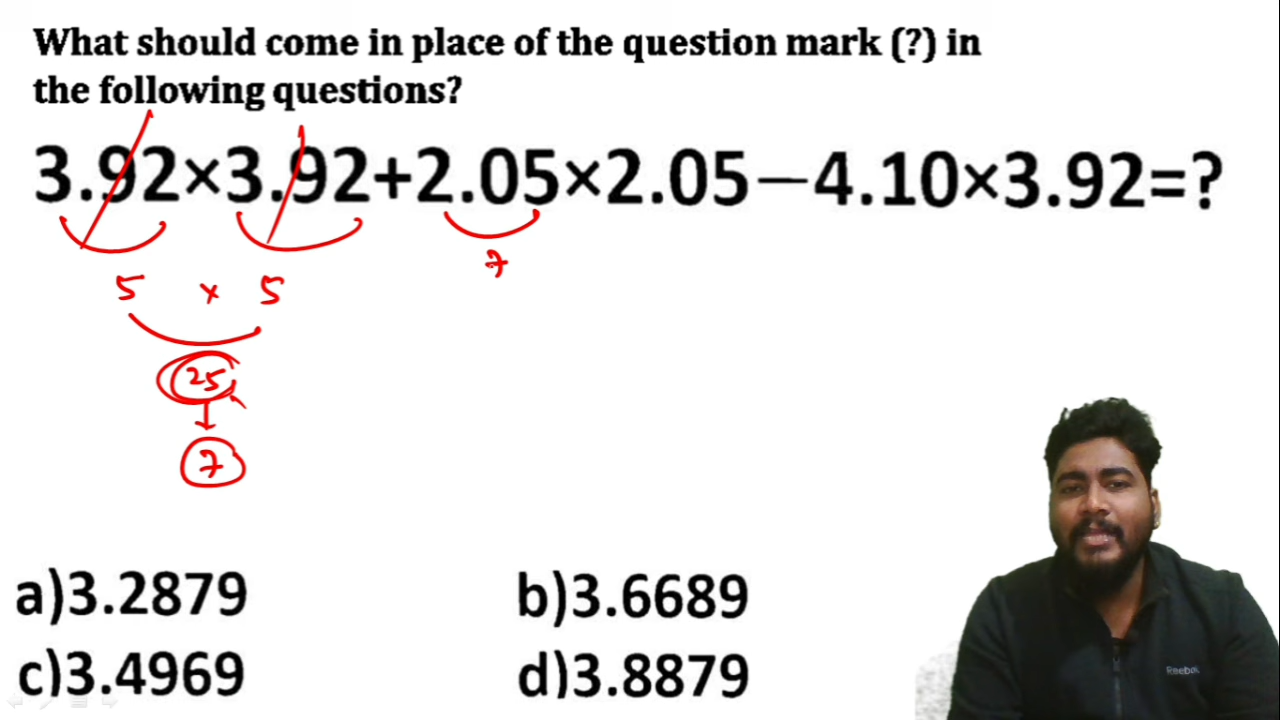 What should come in place of the question mark (?) in
the following questions?
3.92×3.92+2.05×2.05−4.10×3.92=?
5 × 5 7
25
7
a)3.2879 b)3.6689
c)3.4969 d)3.8879
Reebok